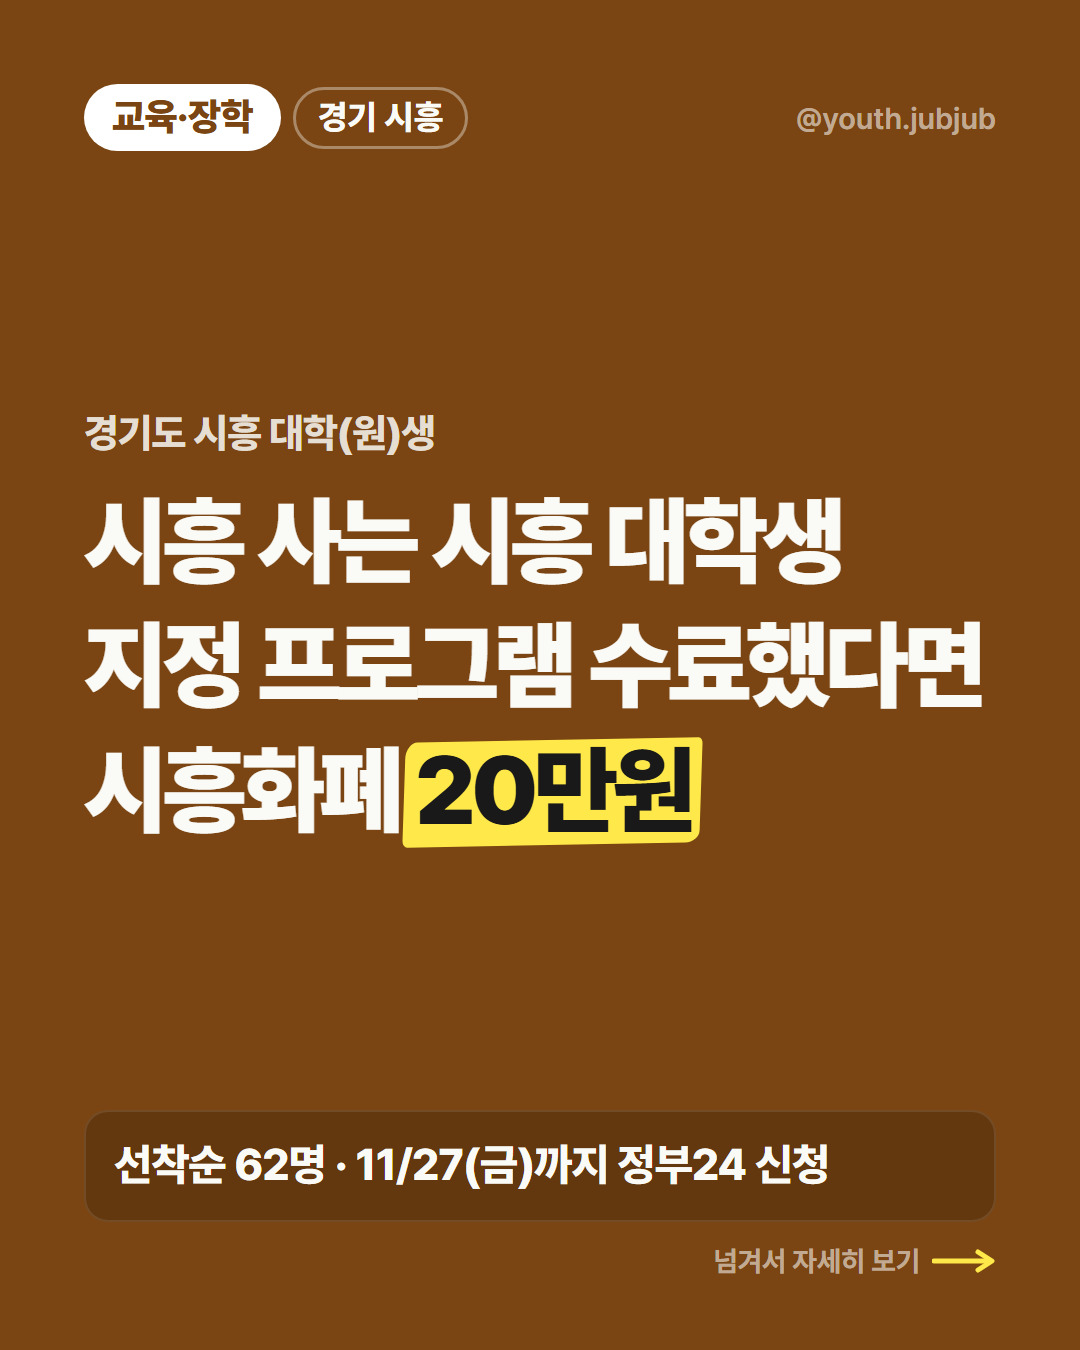 교육·장학
경기 시흥
@youth.jubjub
경기도 시흥 대학(원)생
시흥 사는 시흥 대학생
지정 프로그램 수료했다면
시흥화폐 20만원
선착순 62명 · 11/27(금)까지 정부24 신청
넘겨서 자세히 보기